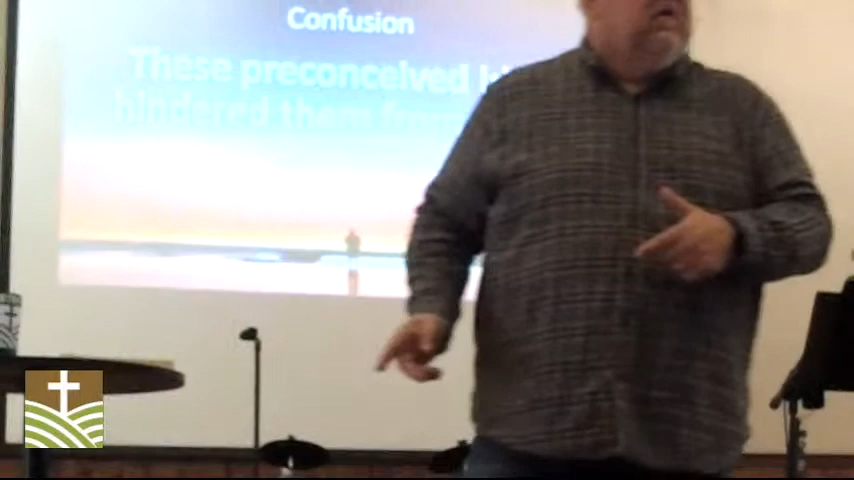 Confusion
These preconceived
hindered them from